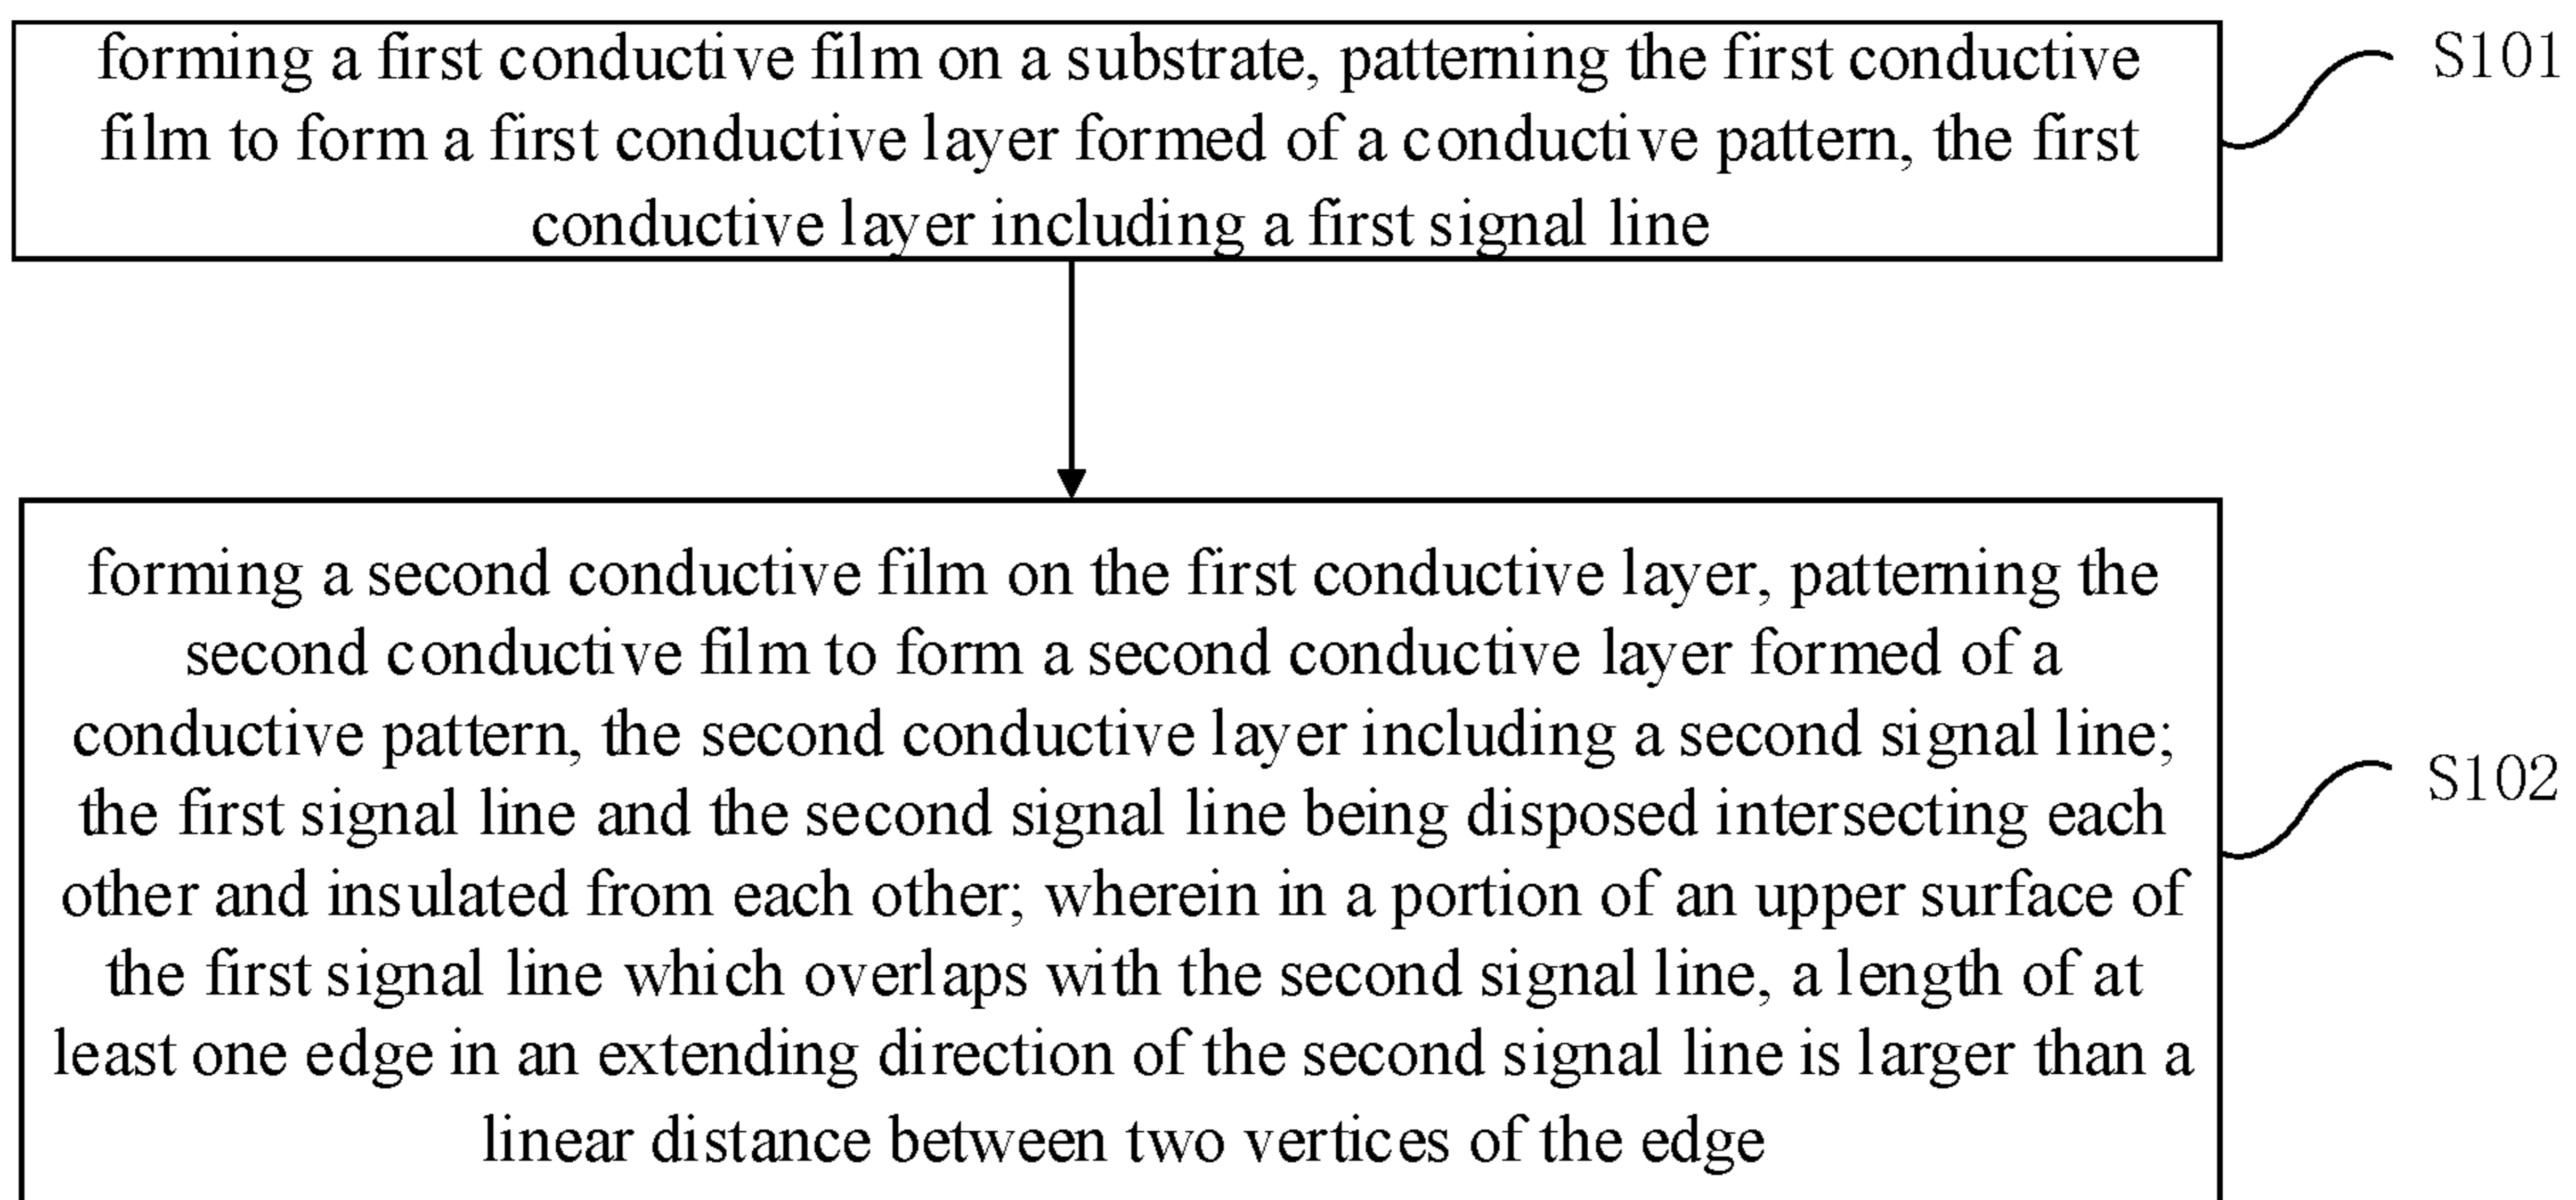 forming a first conductive film on a substrate, patterning the first conductive
film to form a first conductive layer formed of a conductive pattern, the first
conductive layer including a first signal line
S101
forming a second conductive film on the first conductive layer, patterning the
second conductive film to form a second conductive layer formed of a
conductive pattern, the second conductive layer including a second signal line;
the first signal line and the second signal line being disposed intersecting each
other and insulated from each other; wherein in a portion of an upper surface of
the first signal line which overlaps with the second signal line, a length of at
least one edge in an extending direction of the second signal line is larger than a
linear distance between two vertices of the edge
S102